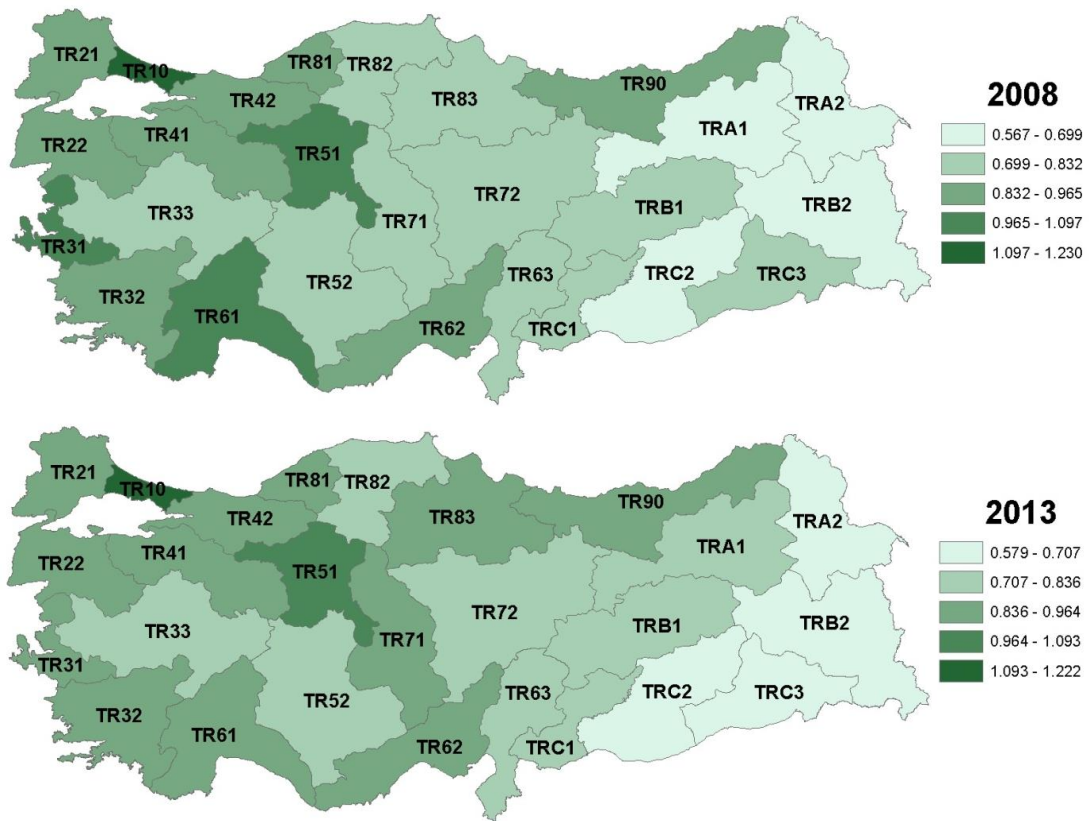 TR21
TR10
TR81
TR82
TR42
TR83
TR90
TRA2
TR22
TR41
TR51
TRA1
TR33
TR72
TRB1
TRB2
TR31
TR71
TR32
TR61
TR52
TR62
TR63
TRC1
TRC2
TRC3
2008
0.567 - 0.699
0.699 - 0.832
0.832 - 0.965
0.965 - 1.097
1.097 - 1.230
TR21
TR10
TR81
TR82
TR42
TR83
TR90
TRA2
TR22
TR41
TR51
TRA1
TR33
TR72
TRB1
TRB2
TR31
TR71
TR32
TR61
TR52
TR62
TR63
TRC1
TRC2
TRC3
2013
0.579 - 0.707
0.707 - 0.836
0.836 - 0.964
0.964 - 1.093
1.093 - 1.222